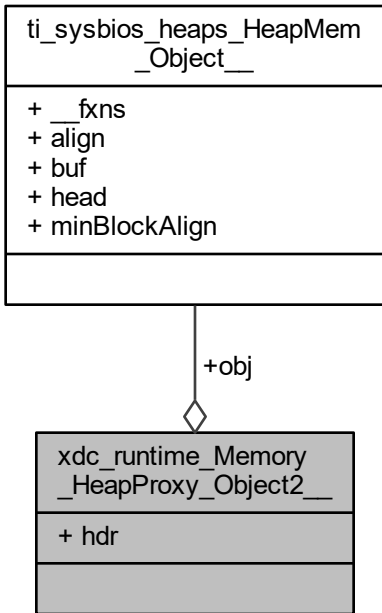 ti_sysbios_heaps_HeapMem
_Object__
+ __fxns
+ align
+ buf
+ head
+ minBlockAlign
+obj
xdc_runtime_Memory
_HeapProxy_Object2__
+ hdr